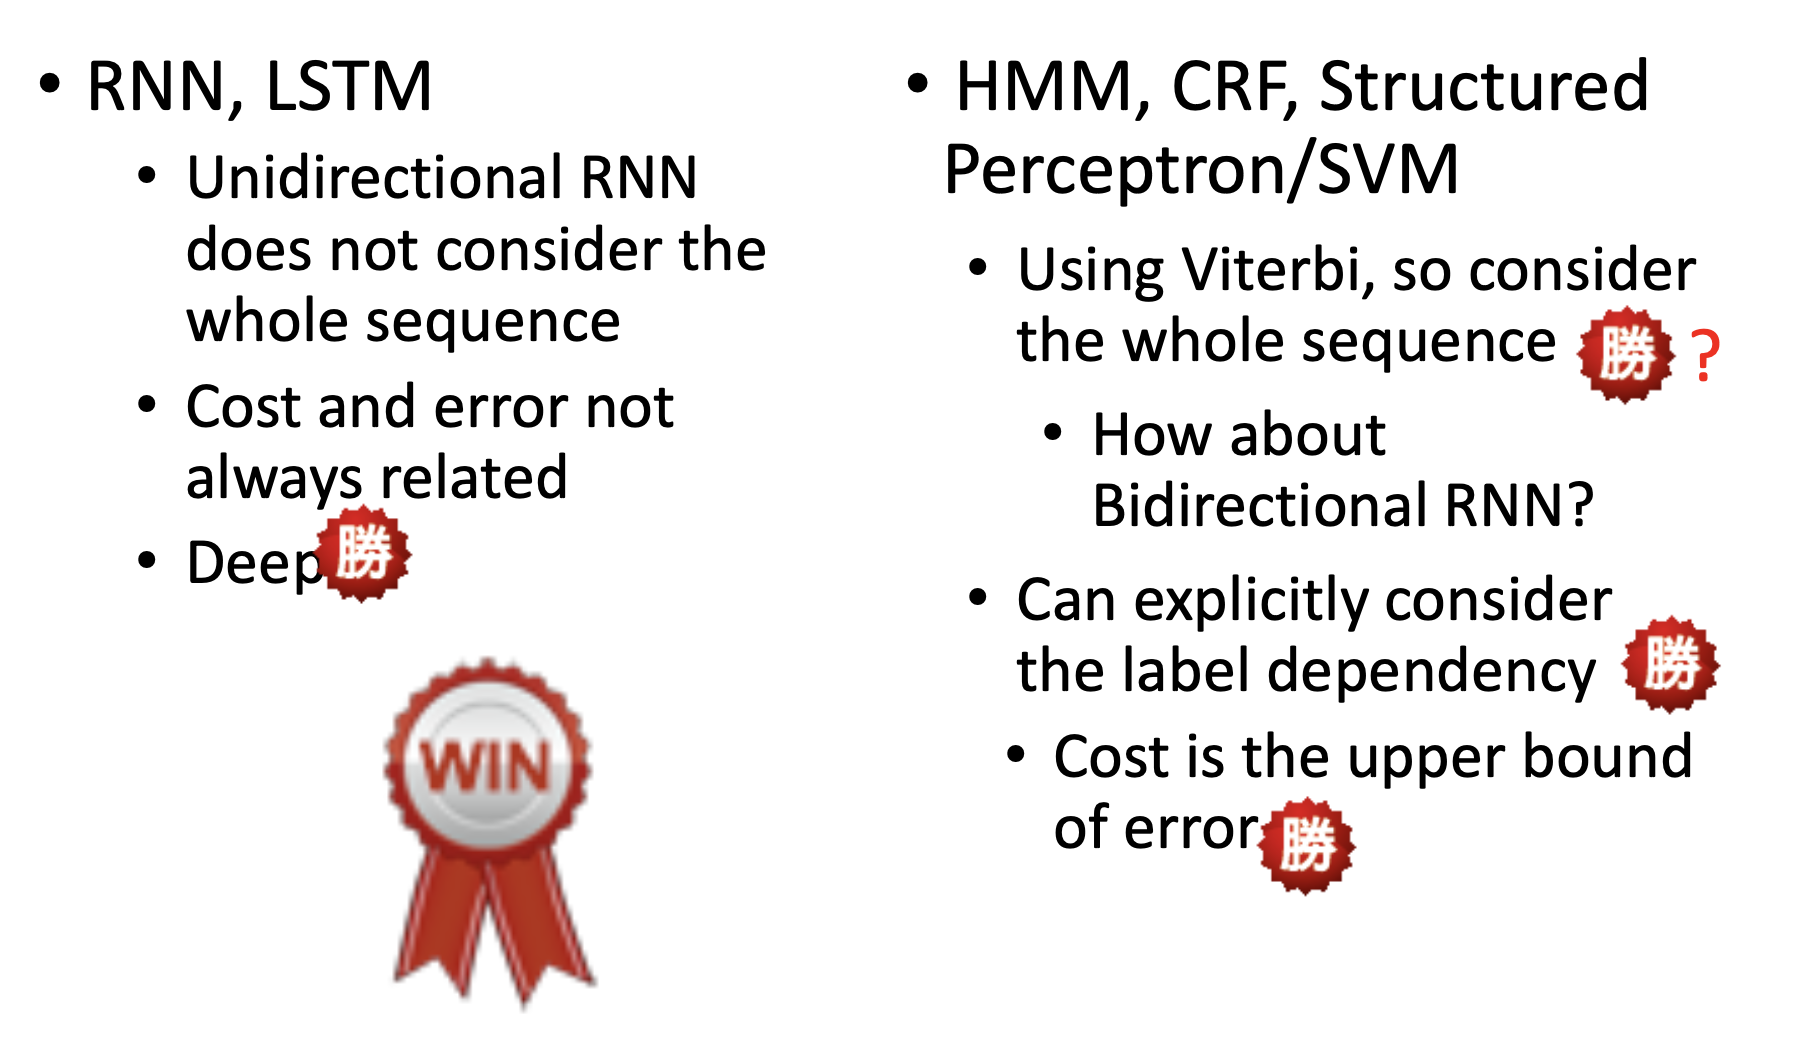 • RNN, LSTM
• Unidirectional RNN
does not consider the
whole sequence
• Cost and error not
always related
• Deep 勝
WIN
• HMM, CRF, Structured
Perceptron/SVM
• Using Viterbi, so consider
the whole sequence 勝 ?
• How about
Bidirectional RNN?
• Can explicitly consider
the label dependency 勝
• Cost is the upper bound
of error 勝